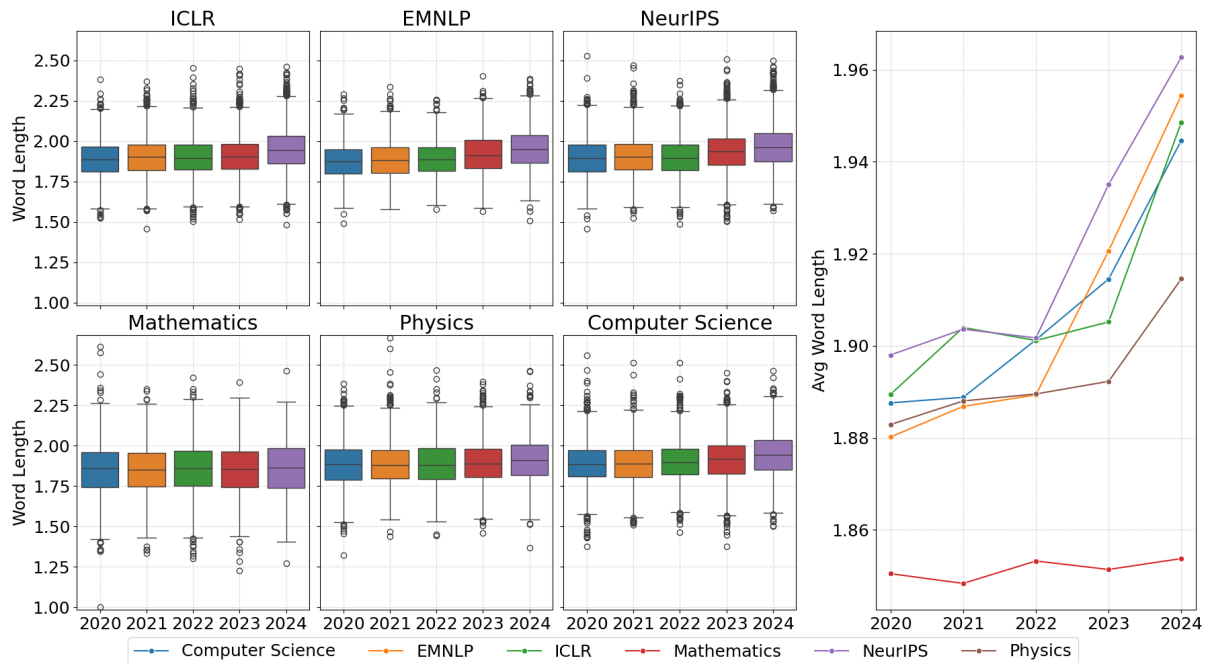 ICLR
EMNLP
NeurIPS
Word Length
2.50
2.25
2.00
1.75
1.50
1.25
1.00
Mathematics
Physics
Computer Science
Word Length
2.50
2.25
2.00
1.75
1.50
1.25
1.00
2020 2021 2022 2023 2024
2020 2021 2022 2023 2024
2020 2021 2022 2023 2024
Avg Word Length
1.96
1.94
1.92
1.90
1.88
1.86
2020 2021 2022 2023 2024
Computer Science EMNLP ICLR Mathematics NeurIPS Physics